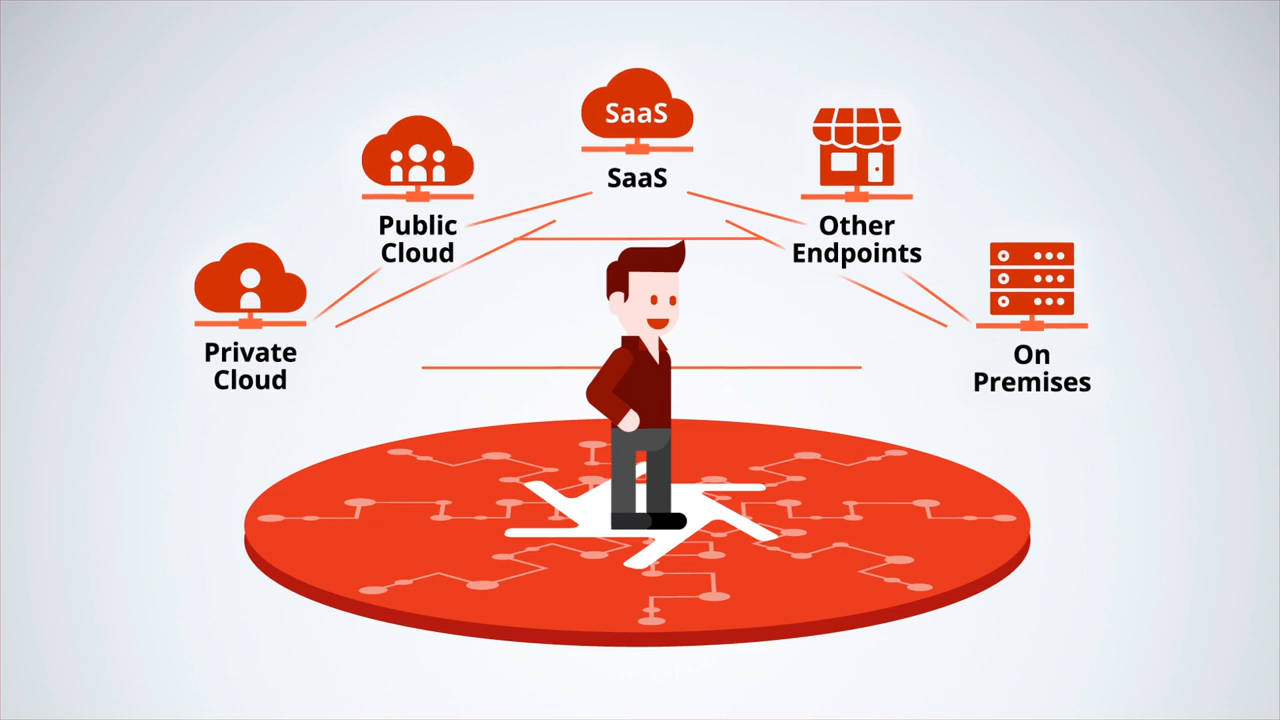 SaaS
SaaS
Public
Cloud
Other
Endpoints
Private
Cloud
On
Premises